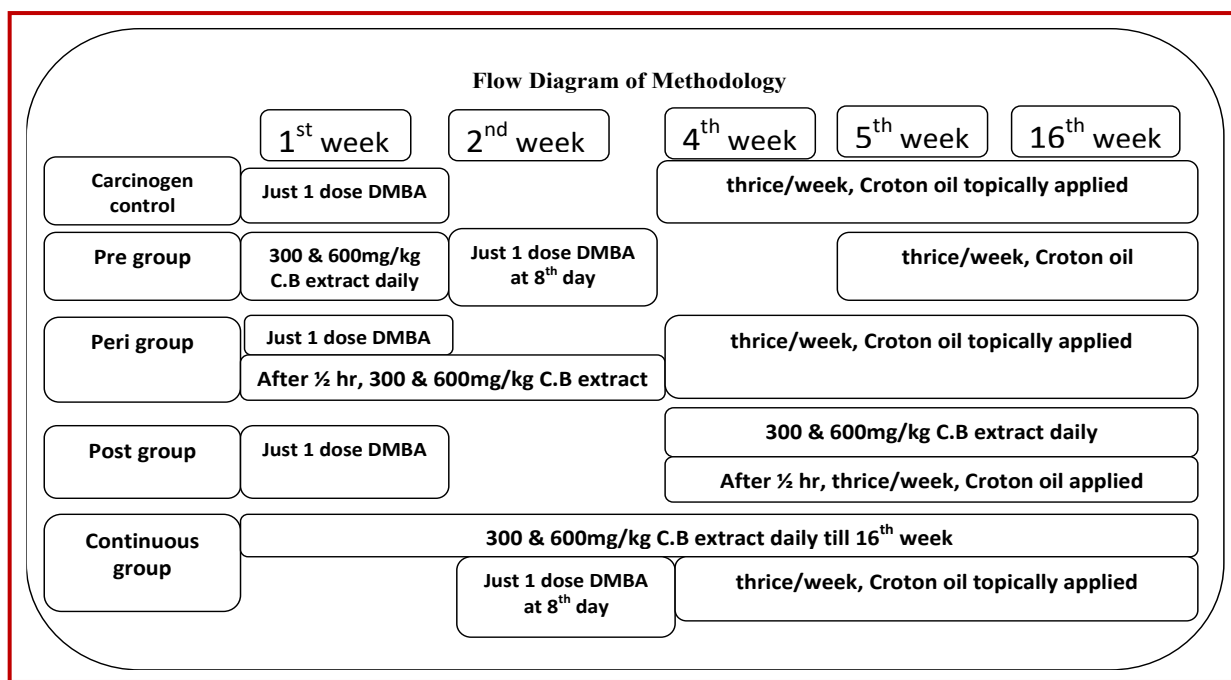 Flow Diagram of Methodology
1st week
2nd week
4th week
5th week
16th week
Carcinogen
control
Just 1 dose DMBA
thrice/week, Croton oil topically applied
Pre group
300 & 600mg/kg
C.B extract daily
Just 1 dose DMBA
at 8th day
thrice/week, Croton oil
Peri group
Just 1 dose DMBA
After ½ hr, 300 & 600mg/kg C.B extract
thrice/week, Croton oil topically applied
Post group
Just 1 dose DMBA
300 & 600mg/kg C.B extract daily
After ½ hr, thrice/week, Croton oil applied
Continuous
group
300 & 600mg/kg C.B extract daily till 16th week
Just 1 dose DMBA
at 8th day
thrice/week, Croton oil topically applied